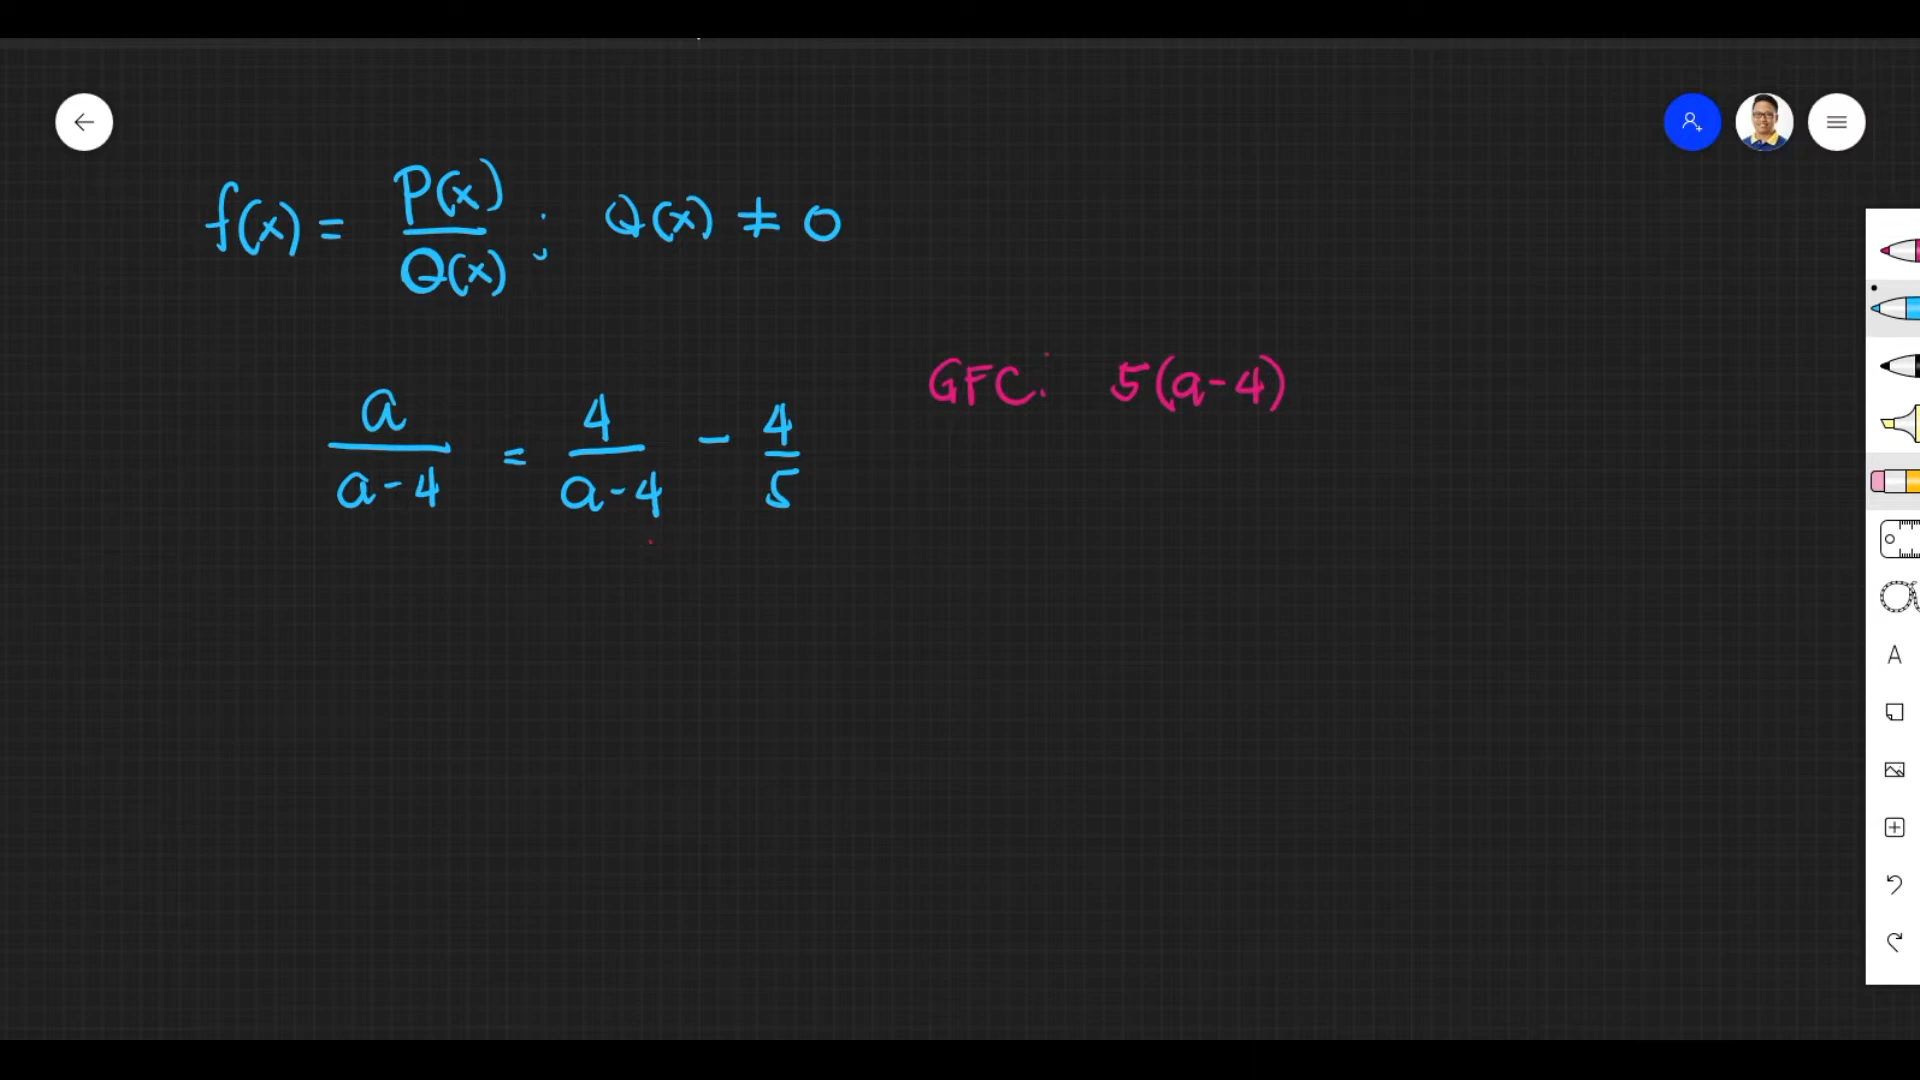 f(x) = P(x)/Q(x) ; Q(x) ≠ 0
GFC: 5(a-4)
a/(a-4) = 4/(a-4) - 4/5
A